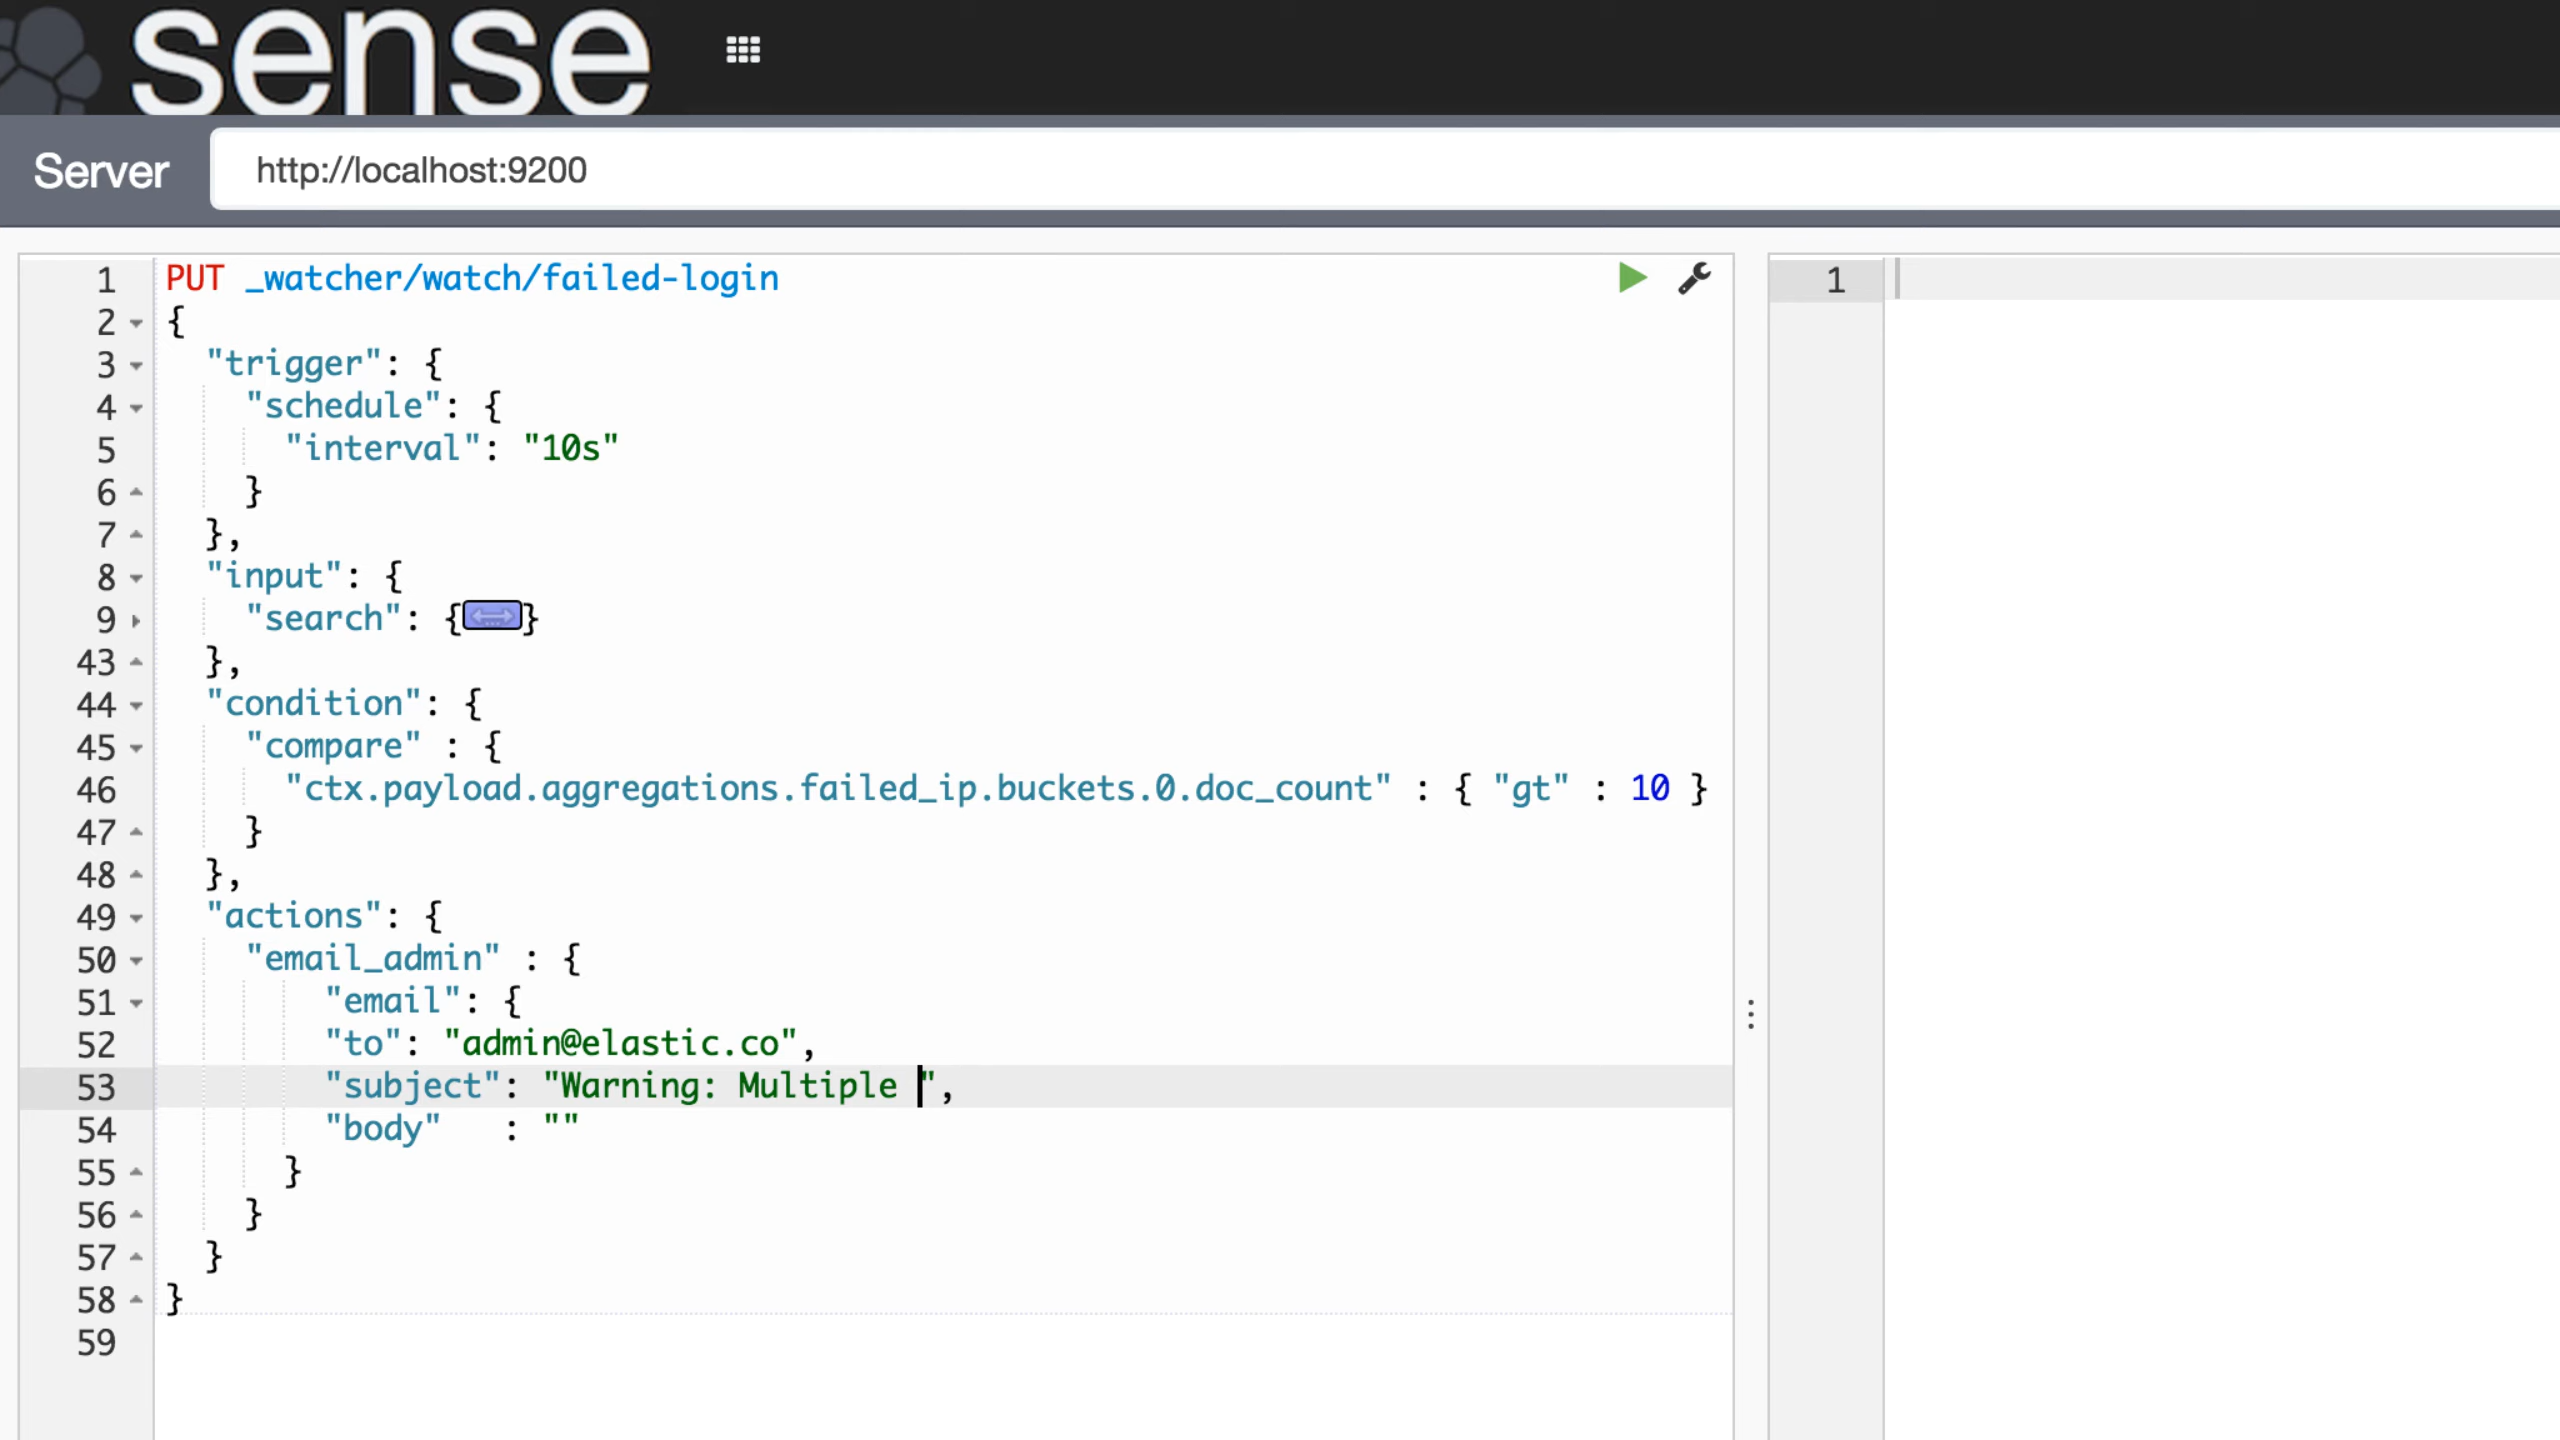 sense
Server http://localhost:9200
1 PUT _watcher/watch/failed-login
2 {
3 "trigger": {
4 "schedule": {
5 "interval": "10s"
6 }
7 },
8 "input": {
9 "search": {}
43 },
44 "condition": {
45 "compare" : {
46 "ctx.payload.aggregations.failed_ip.buckets.0.doc_count" : { "gt" : 10 }
47 }
48 },
49 "actions": {
50 "email_admin" : {
51 "email": {
52 "to": "admin@elastic.co",
53 "subject": "Warning: Multiple ",
54 "body" : ""
55 }
56 }
57 }
58 }
59
1